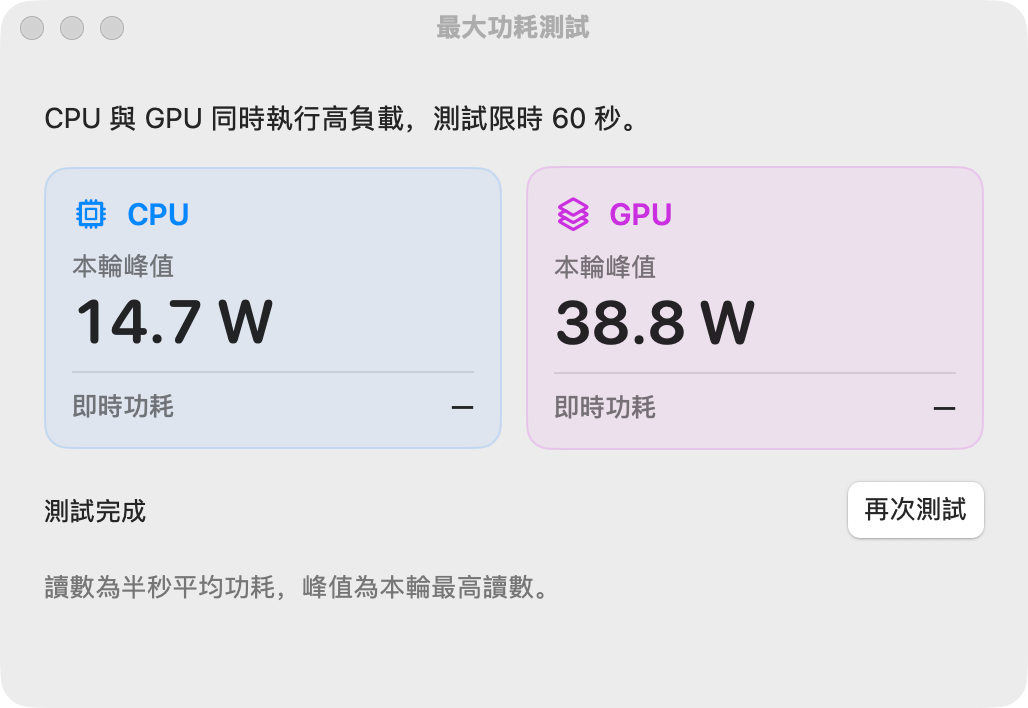 最大功耗測試
CPU 與 GPU 同時執行高負載，測試限時 60 秒。
CPU
本輪峰值
14.7 W
即時功耗 —
GPU
本輪峰值
38.8 W
即時功耗 —
測試完成
再次測試
讀數為半秒平均功耗，峰值為本輪最高讀數。